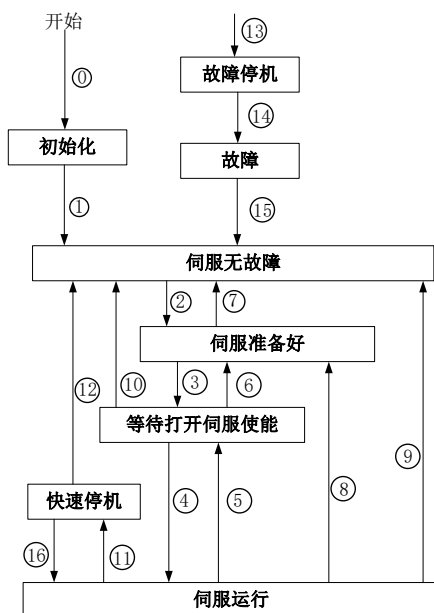 开始
⑬
⓪
故障停机
⑭
初始化
故障
①
⑮
伺服无故障
②
⑦
伺服准备好
⑫
⑩
③
⑥
等待打开伺服使能
⑨
快速停机
④
⑤
⑧
⑯
⑪
伺服运行